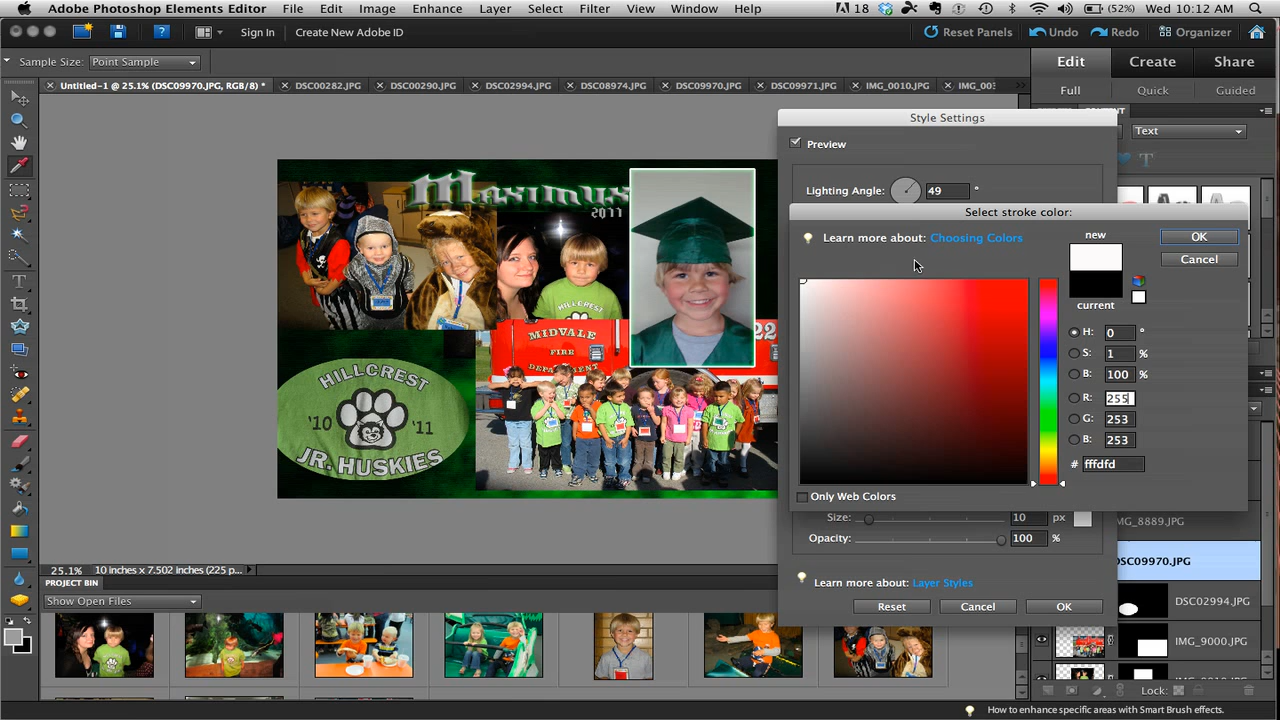 Adobe Photoshop Elements Editor File Edit Image Enhance Layer Select Filter View Window Help 18 (52%) Wed 10:12 AM
Sign In Create New Adobe ID Reset Panels Undo Redo Organizer
Sample Size: Point Sample Edit Create Share
Untitled-1 @ 25.1% (DSC09970.JPG, RGB/8) * DSC00282.JPG DSC00290.JPG DSC02994.JPG DSC08974.JPG DSC09970.JPG DSC09971.JPG IMG_0010.JPG
Full Quick Guided
Style Settings
Text
Preview
Lighting Angle: 49 °
Maximus
2011
Select stroke color:
Learn more about: Choosing Colors
new
OK
Cancel
current
H: 0 °
S: 1 %
B: 100 %
R: 255
G: 253
B: 253
# fffdfd
Only Web Colors
HILLCREST
MIDVALE
FIRE
DEPARTMENT
22
HILLCREST
'10 '11
JR. HUSKIES
Size: 10 px
Opacity: 100 %
Learn more about: Layer Styles
Reset Cancel OK
IMG_8889.JPG
DSC09970.JPG
DSC02994.JPG
IMG_9000.JPG
Lock:
25.1% 10 inches x 7.502 inches (225 p...
PROJECT BIN
Show Open Files
How to enhance specific areas with Smart Brush effects.